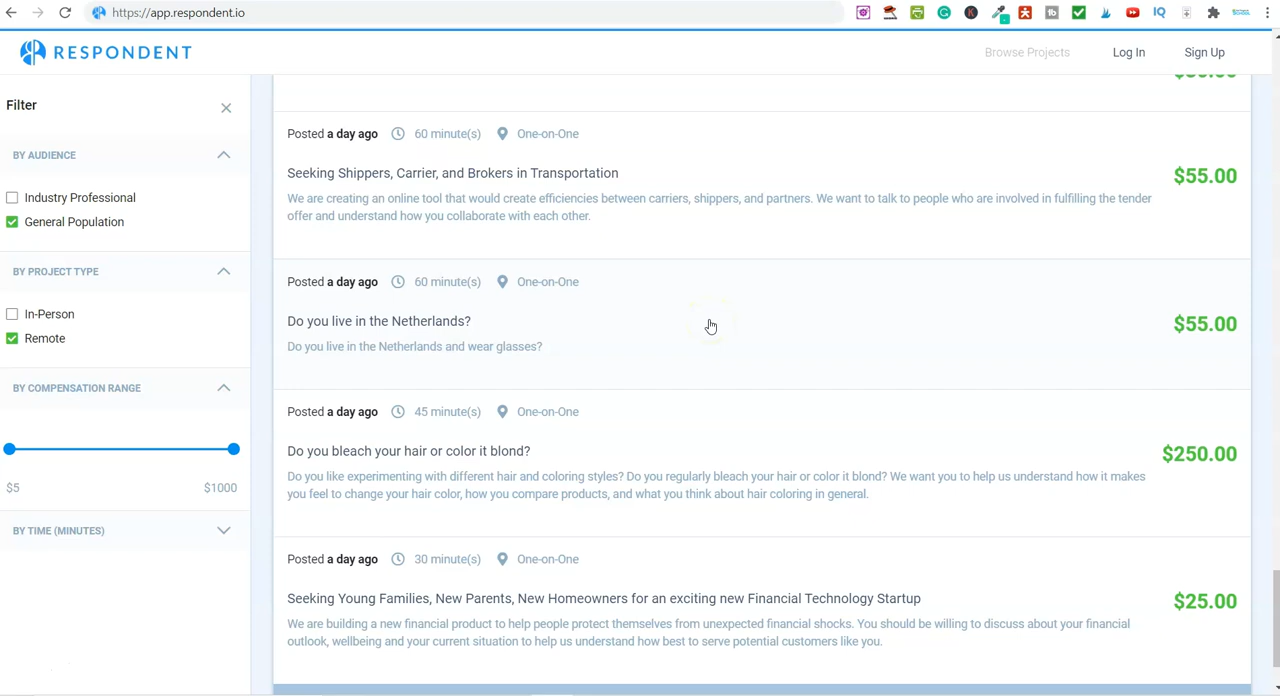 https://app.respondent.io
RESPONDENT
Browse Projects
Log In
Sign Up
Filter
BY AUDIENCE
Industry Professional
General Population
BY PROJECT TYPE
In-Person
Remote
BY COMPENSATION RANGE
$5
$1000
BY TIME (MINUTES)
Posted a day ago
60 minute(s)
One-on-One
Seeking Shippers, Carrier, and Brokers in Transportation
$55.00
We are creating an online tool that would create efficiencies between carriers, shippers, and partners. We want to talk to people who are involved in fulfilling the tender
offer and understand how you collaborate with each other.
Posted a day ago
60 minute(s)
One-on-One
Do you live in the Netherlands?
$55.00
Do you live in the Netherlands and wear glasses?
Posted a day ago
45 minute(s)
One-on-One
Do you bleach your hair or color it blond?
$250.00
Do you like experimenting with different hair and coloring styles? Do you regularly bleach your hair or color it blond? We want you to help us understand how it makes
you feel to change your hair color, how you compare products, and what you think about hair coloring in general.
Posted a day ago
30 minute(s)
One-on-One
Seeking Young Families, New Parents, New Homeowners for an exciting new Financial Technology Startup
$25.00
We are building a new financial product to help people protect themselves from unexpected financial shocks. You should be willing to discuss about your financial
outlook, wellbeing and your current situation to help us understand how best to serve potential customers like you.